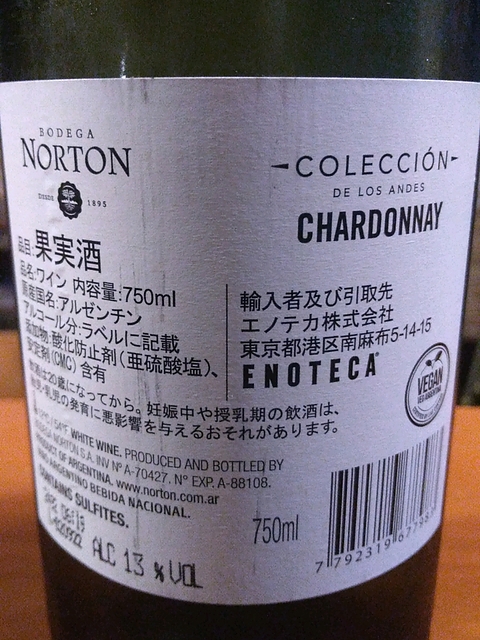 BODEGA
NORTON
DESDE 1895
COLECCIÓN
DE LOS ANDES
CHARDONNAY
品目:果実酒
品名:ワイン 内容量:750ml
原産国名:アルゼンチン
アルコール分:ラベルに記載
添加物:酸化防止剤(亜硫酸塩)、
安定剤(CMG)含有
輸入者及び引取先
エノテカ株式会社
東京都港区南麻布5-14-15
ENOTECA
VEGAN
飲酒は20歳になってから。妊娠中や授乳期の飲酒は、
胎児・乳児の発育に悪影響を与えるおそれがあります。
WHITE WINE. PRODUCED AND BOTTLED BY
BODEGA NORTON S.A. INV Nº A-70427. Nº EXP. A-88108.
PRODUCT OF ARGENTINA. www.norton.com.ar
VINO ARGENTINO BEBIDA NACIONAL.
CONTAINS SULFITES.
ALC 13 % VOL
750ml